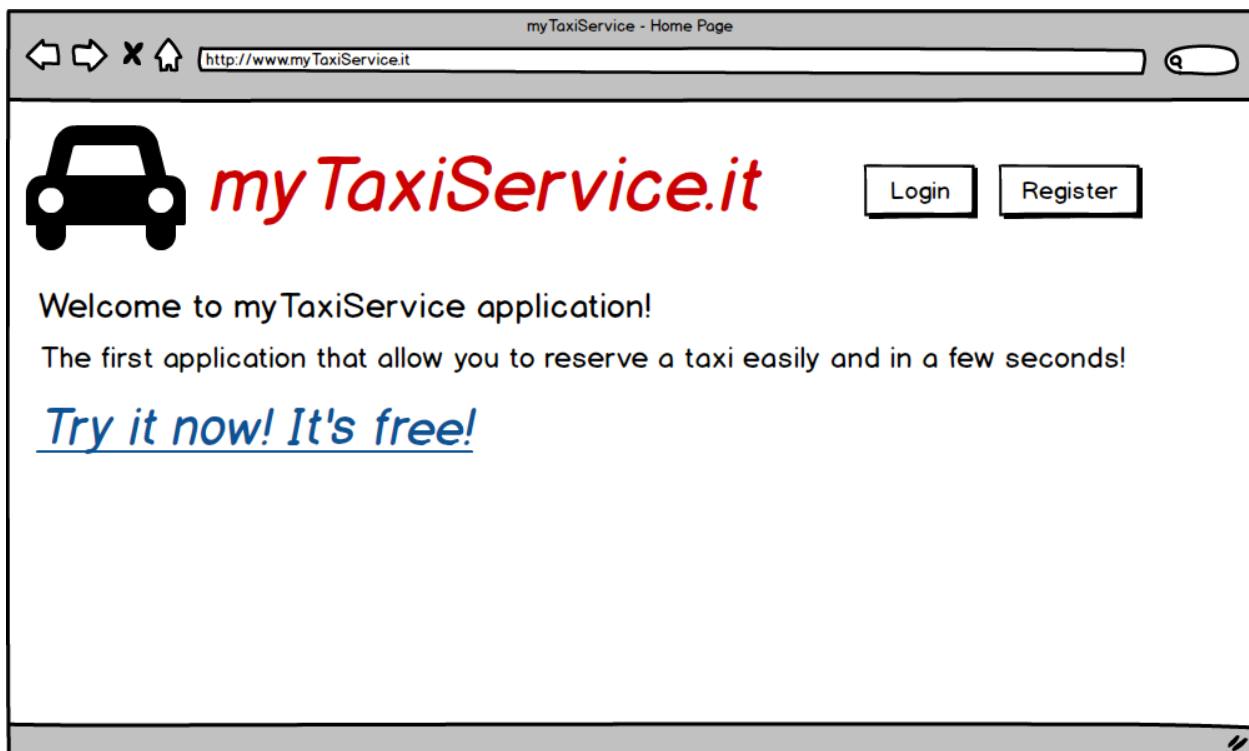 myTaxiService - Home Page
http://www.myTaxiService.it
myTaxiService.it
Login
Register
Welcome to myTaxiService application!
The first application that allow you to reserve a taxi easily and in a few seconds!
Try it now! It's free!